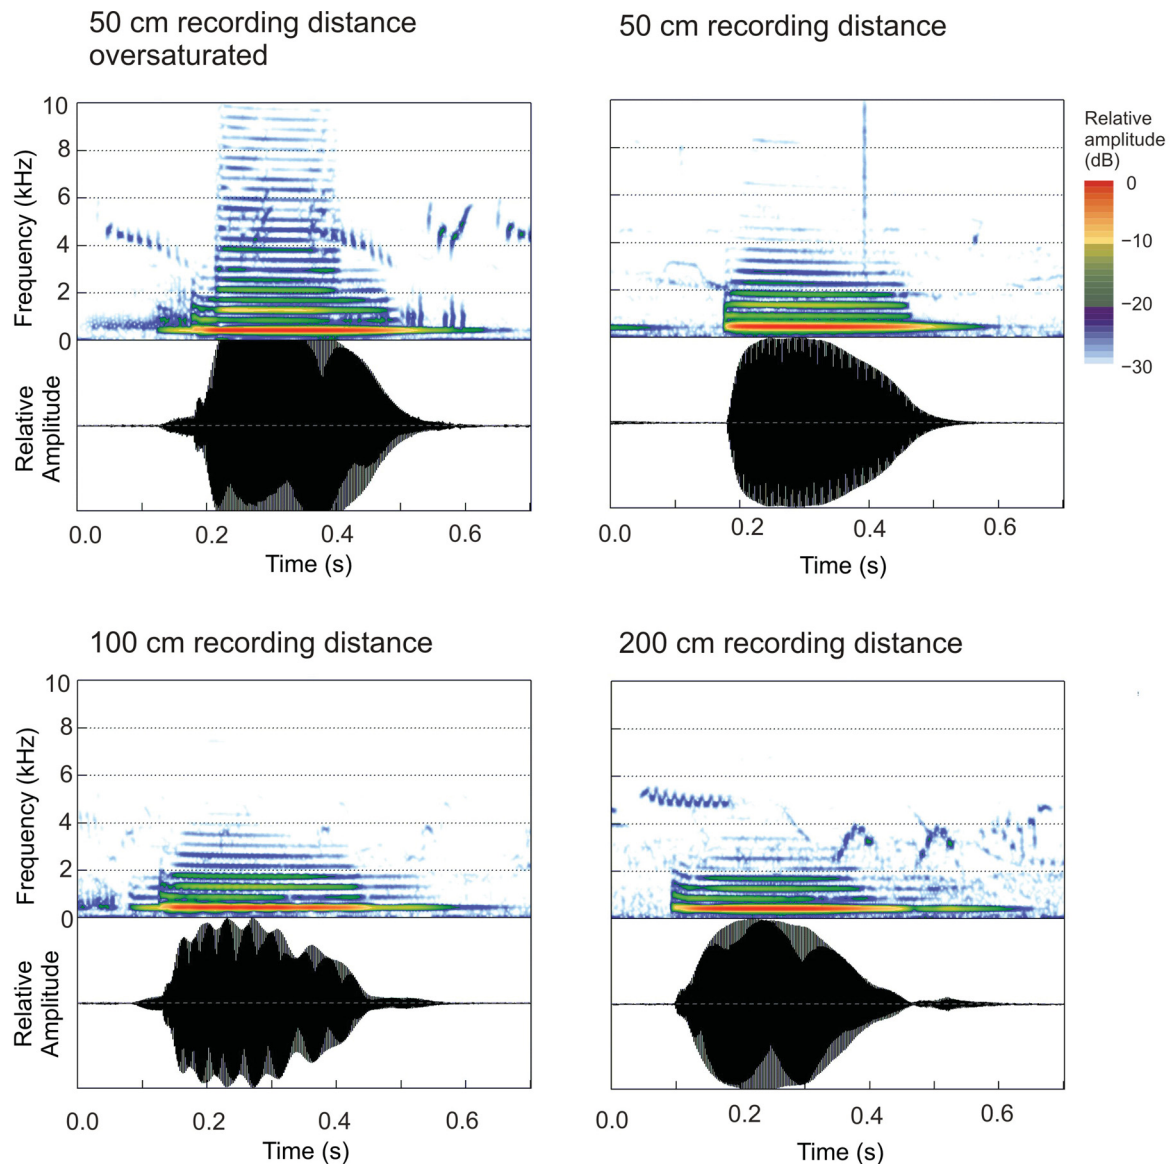 50 cm recording distance
oversaturated
50 cm recording distance
Relative
amplitude
(dB)
0
−10
−20
−30
Frequency (kHz)
10
8
6
4
2
0
Relative
Amplitude
0.0 0.2 0.4 0.6
Time (s)
0.0 0.2 0.4 0.6
Time (s)
100 cm recording distance
200 cm recording distance
Frequency (kHz)
10
8
6
4
2
0
Relative
Amplitude
0.0 0.2 0.4 0.6
Time (s)
0.0 0.2 0.4 0.6
Time (s)